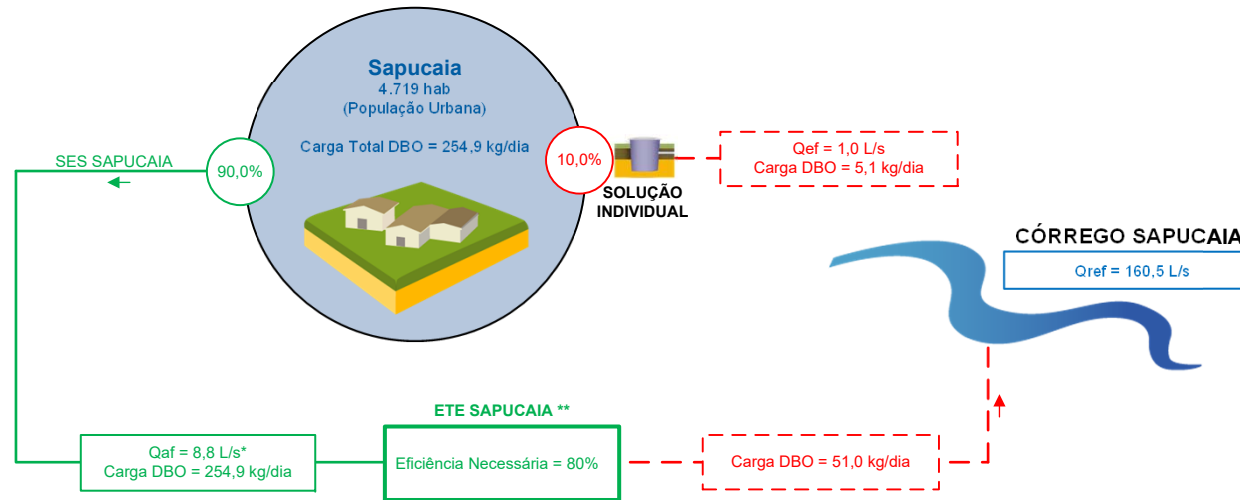 Sapucaia
4.719 hab
(População Urbana)
Carga Total DBO = 254,9 kg/dia
SES SAPUCAIA
90,0%
10,0%
SOLUÇÃO
INDIVIDUAL
Qef = 1,0 L/s
Carga DBO = 5,1 kg/dia
CÓRREGO SAPUCAIA
Qref = 160,5 L/s
ETE SAPUCAIA **
Qaf = 8,8 L/s*
Carga DBO = 254,9 kg/dia
Eficiência Necessária = 80%
Carga DBO = 51,0 kg/dia